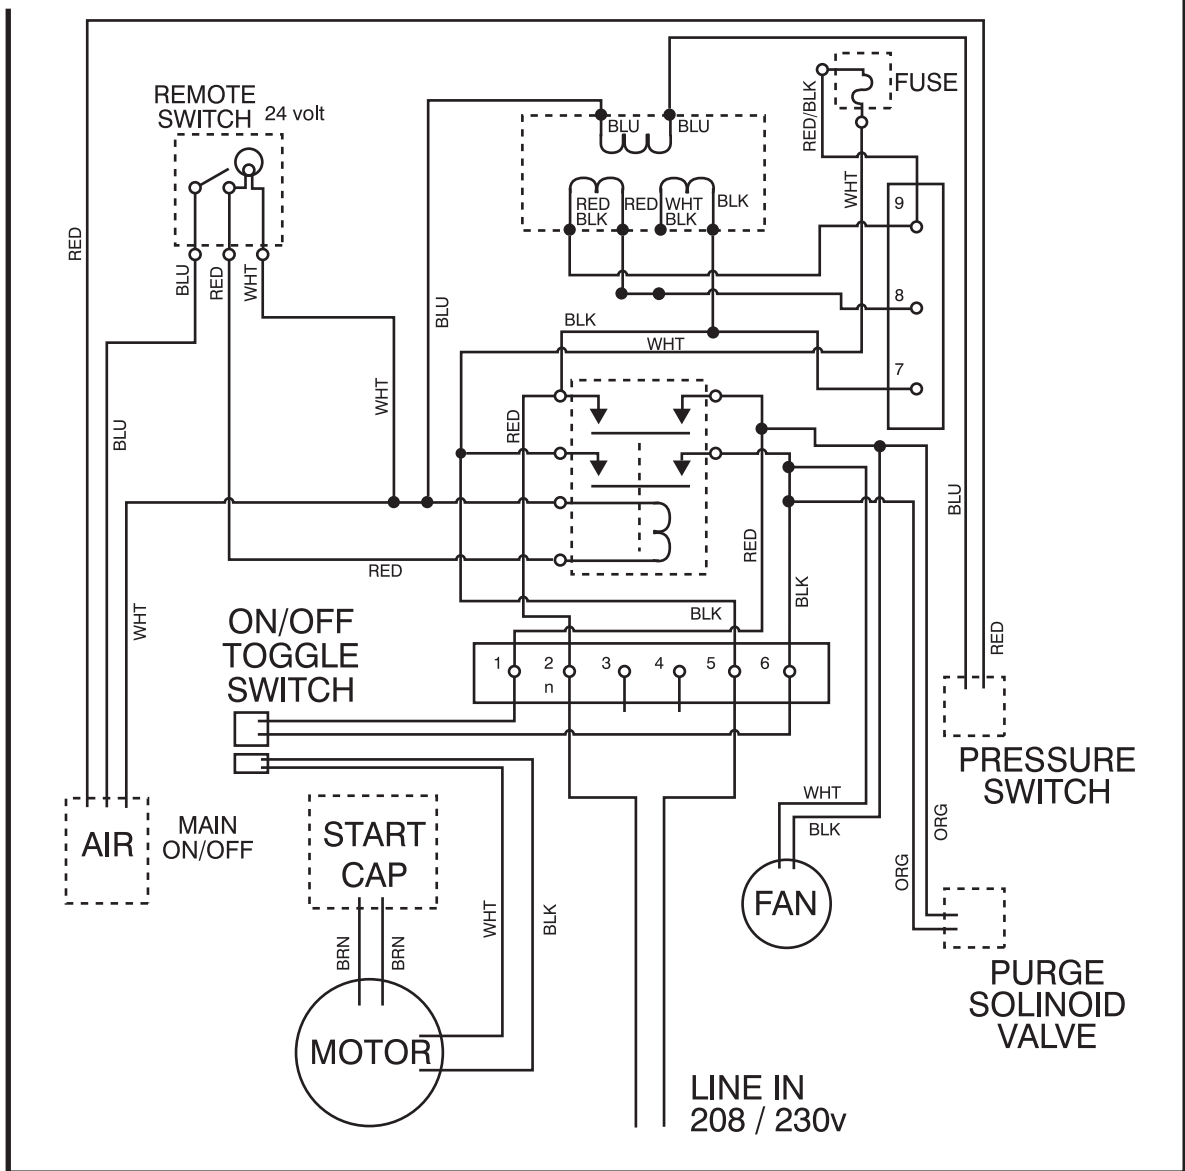 REMOTE
SWITCH 24 volt
FUSE
RED/BLK
BLU BLU
RED RED WHT BLK
BLK BLK
WHT
9
8
7
RED
BLU
RED
WHT
BLU
BLK
WHT
WHT
RED
BLU
BLU
RED
RED
BLK
WHT
BLK
RED
ON/OFF
TOGGLE
SWITCH
1 2 3 4 5 6
n
PRESSURE
SWITCH
WHT
BLK
ORG
ORG
AIR
MAIN
ON/OFF
START
CAP
FAN
WHT
BLK
BRN
BRN
MOTOR
PURGE
SOLINOID
VALVE
LINE IN
208 / 230v